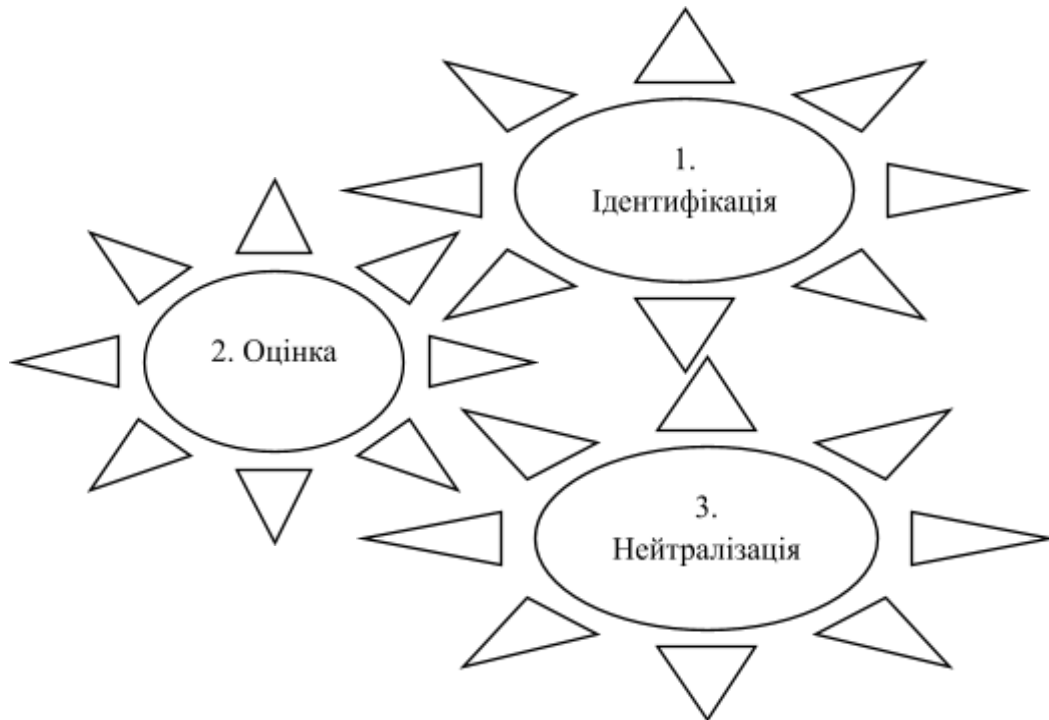 1.
Ідентифікація
2. Оцінка
3.
Нейтралізація